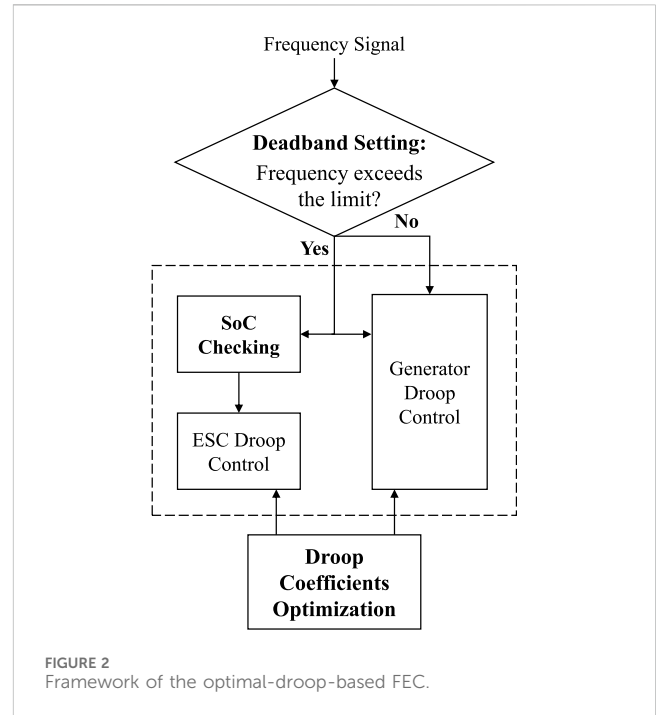 Frequency Signal
Deadband Setting:
Frequency exceeds
the limit?
No
Yes
SoC
Checking
Generator
Droop
Control
ESC Droop
Control
Droop
Coefficients
Optimization
FIGURE 2
Framework of the optimal-droop-based FEC.